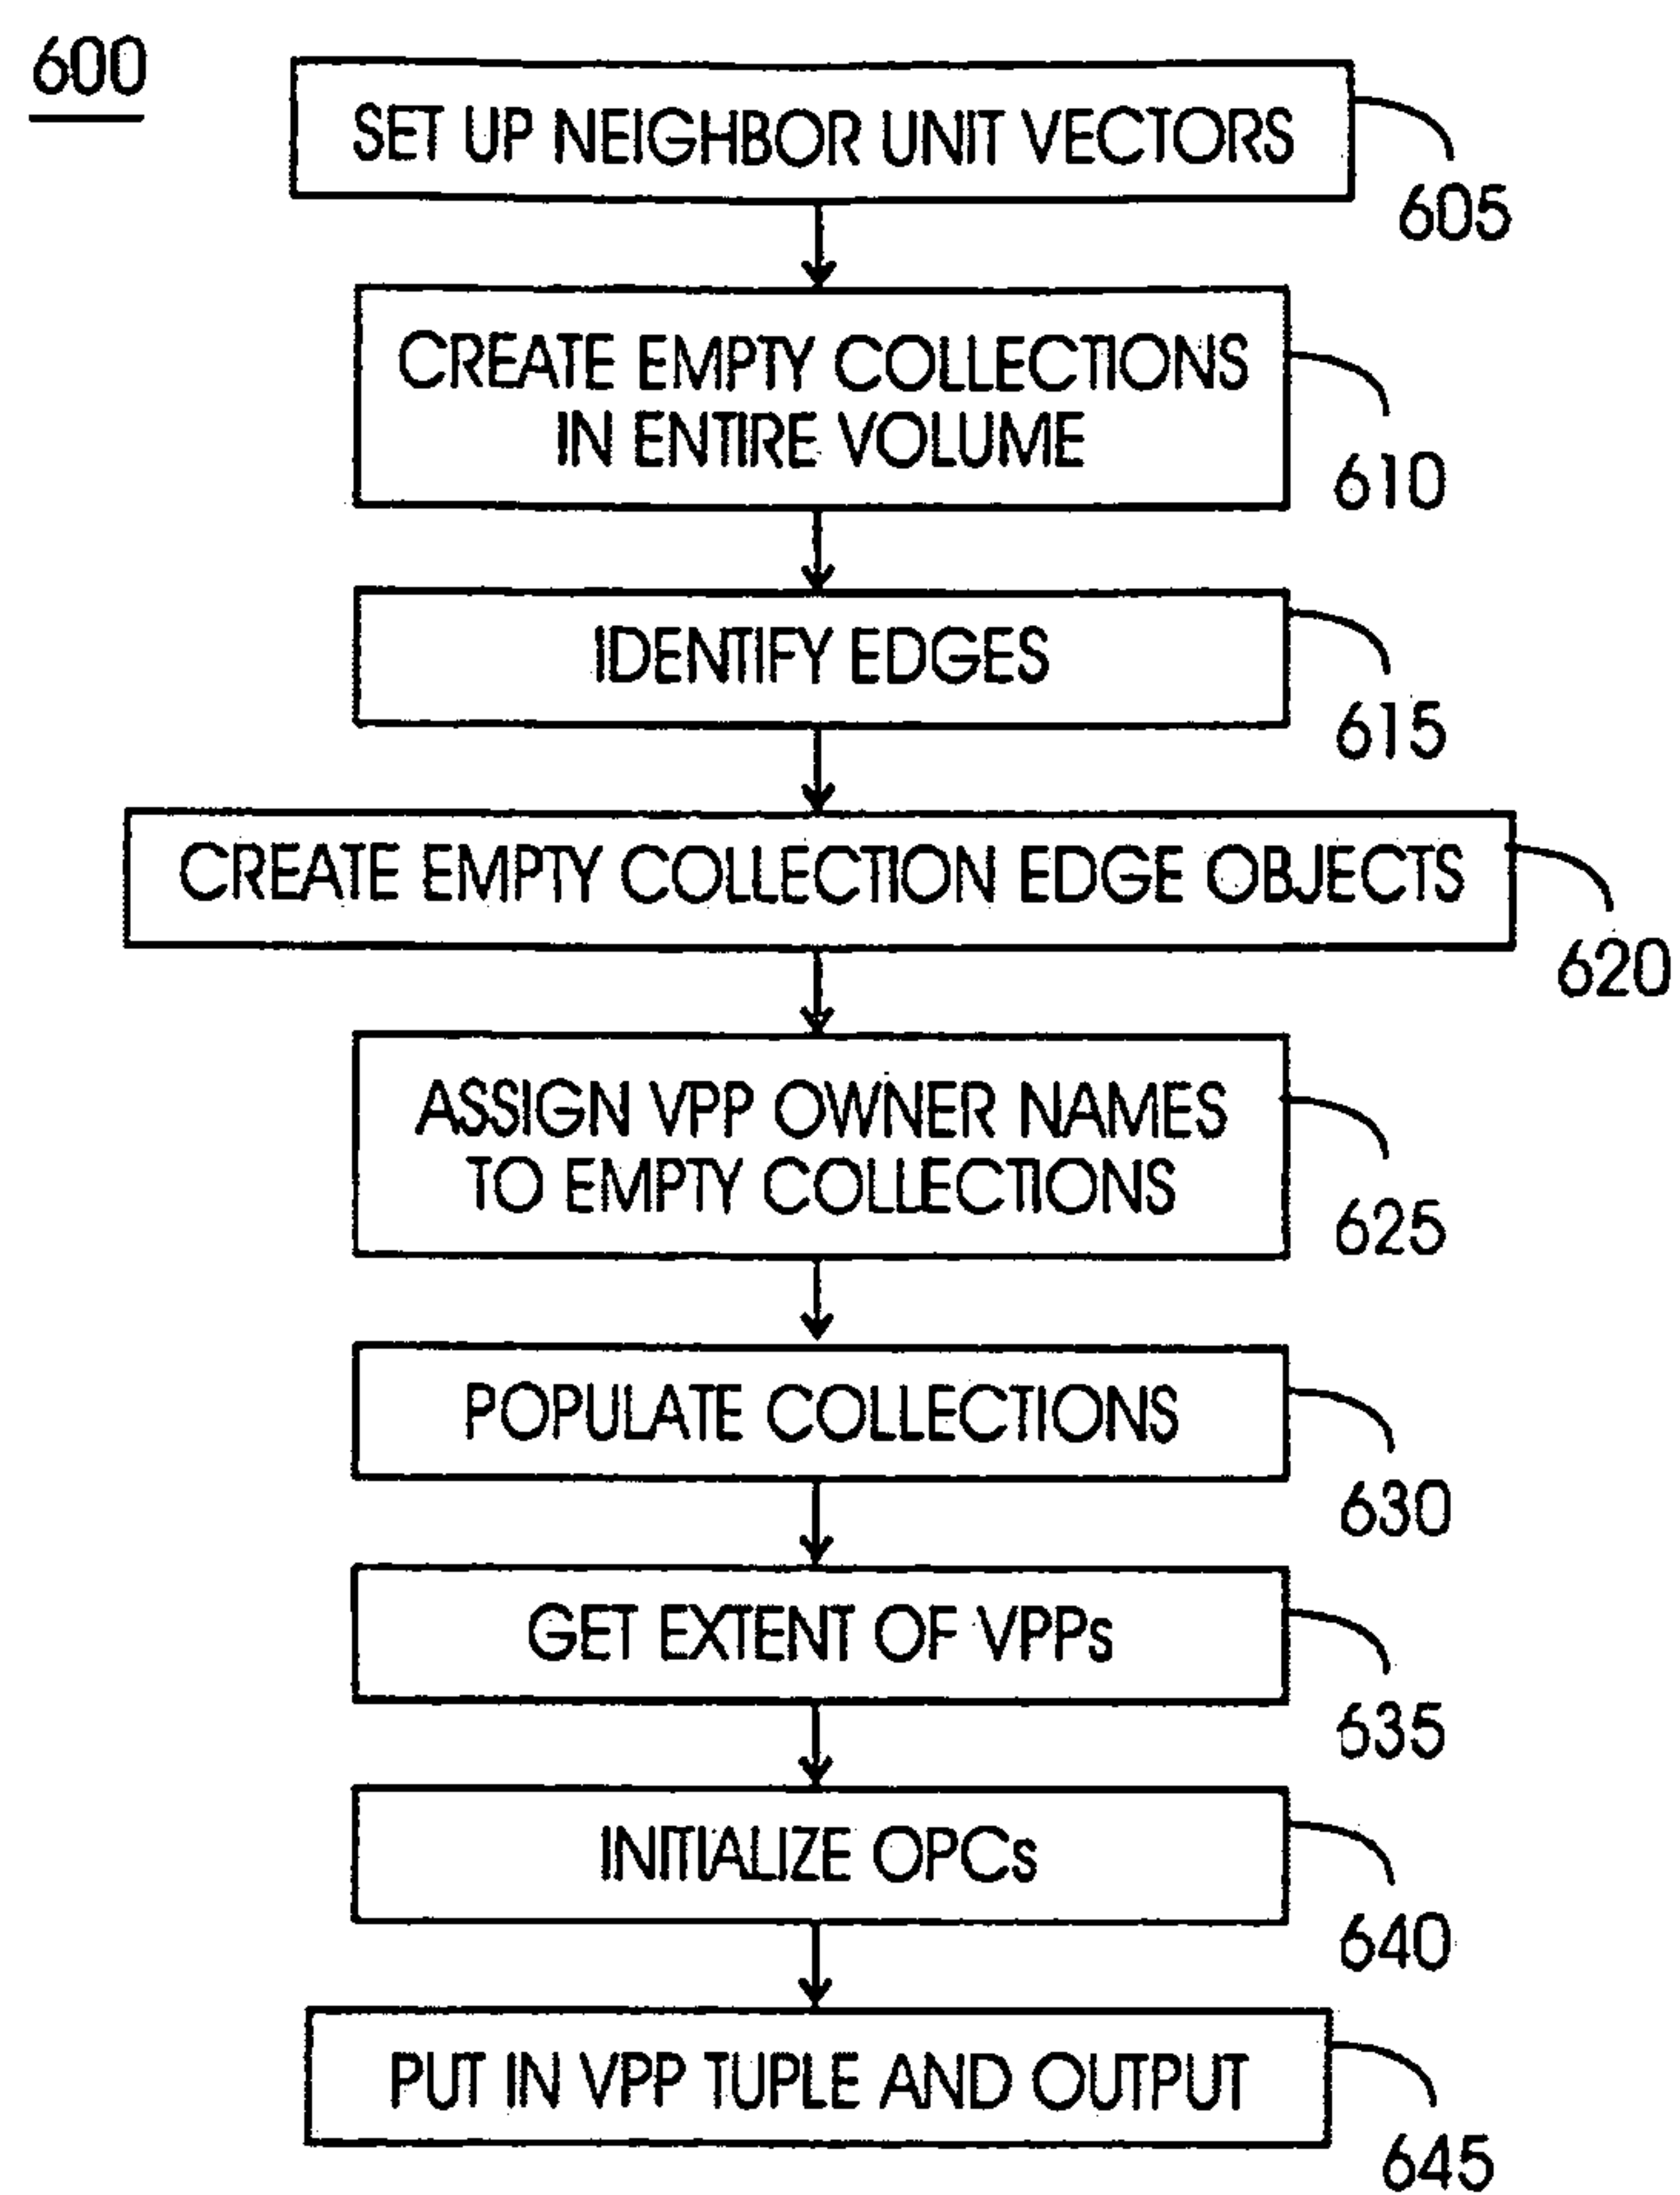 600
SET UP NEIGHBOR UNIT VECTORS
605
CREATE EMPTY COLLECTIONS
IN ENTIRE VOLUME
610
IDENTIFY EDGES
615
CREATE EMPTY COLLECTION EDGE OBJECTS
620
ASSIGN VPP OWNER NAMES
TO EMPTY COLLECTIONS
625
POPULATE COLLECTIONS
630
GET EXTENT OF VPPs
635
INITIALIZE OPCs
640
PUT IN VPP TUPLE AND OUTPUT
645